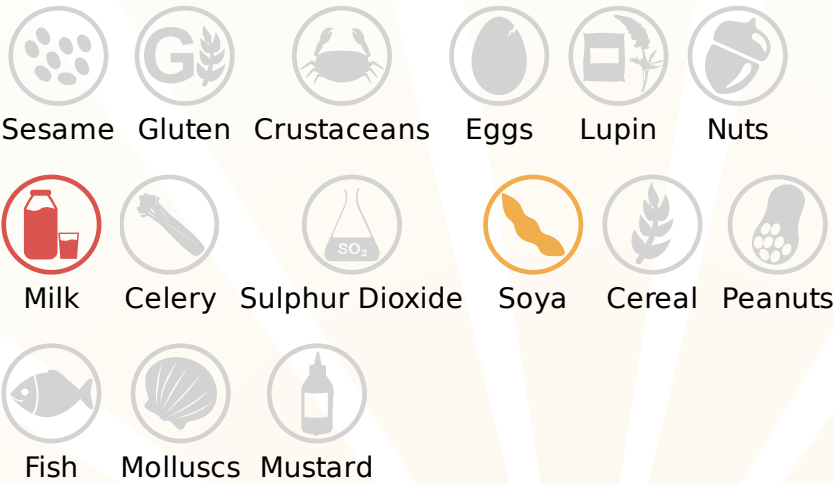 G
Sesame Gluten Crustaceans Eggs Lupin Nuts
SO₂
Milk Celery Sulphur Dioxide Soya Cereal Peanuts
Fish Molluscs Mustard